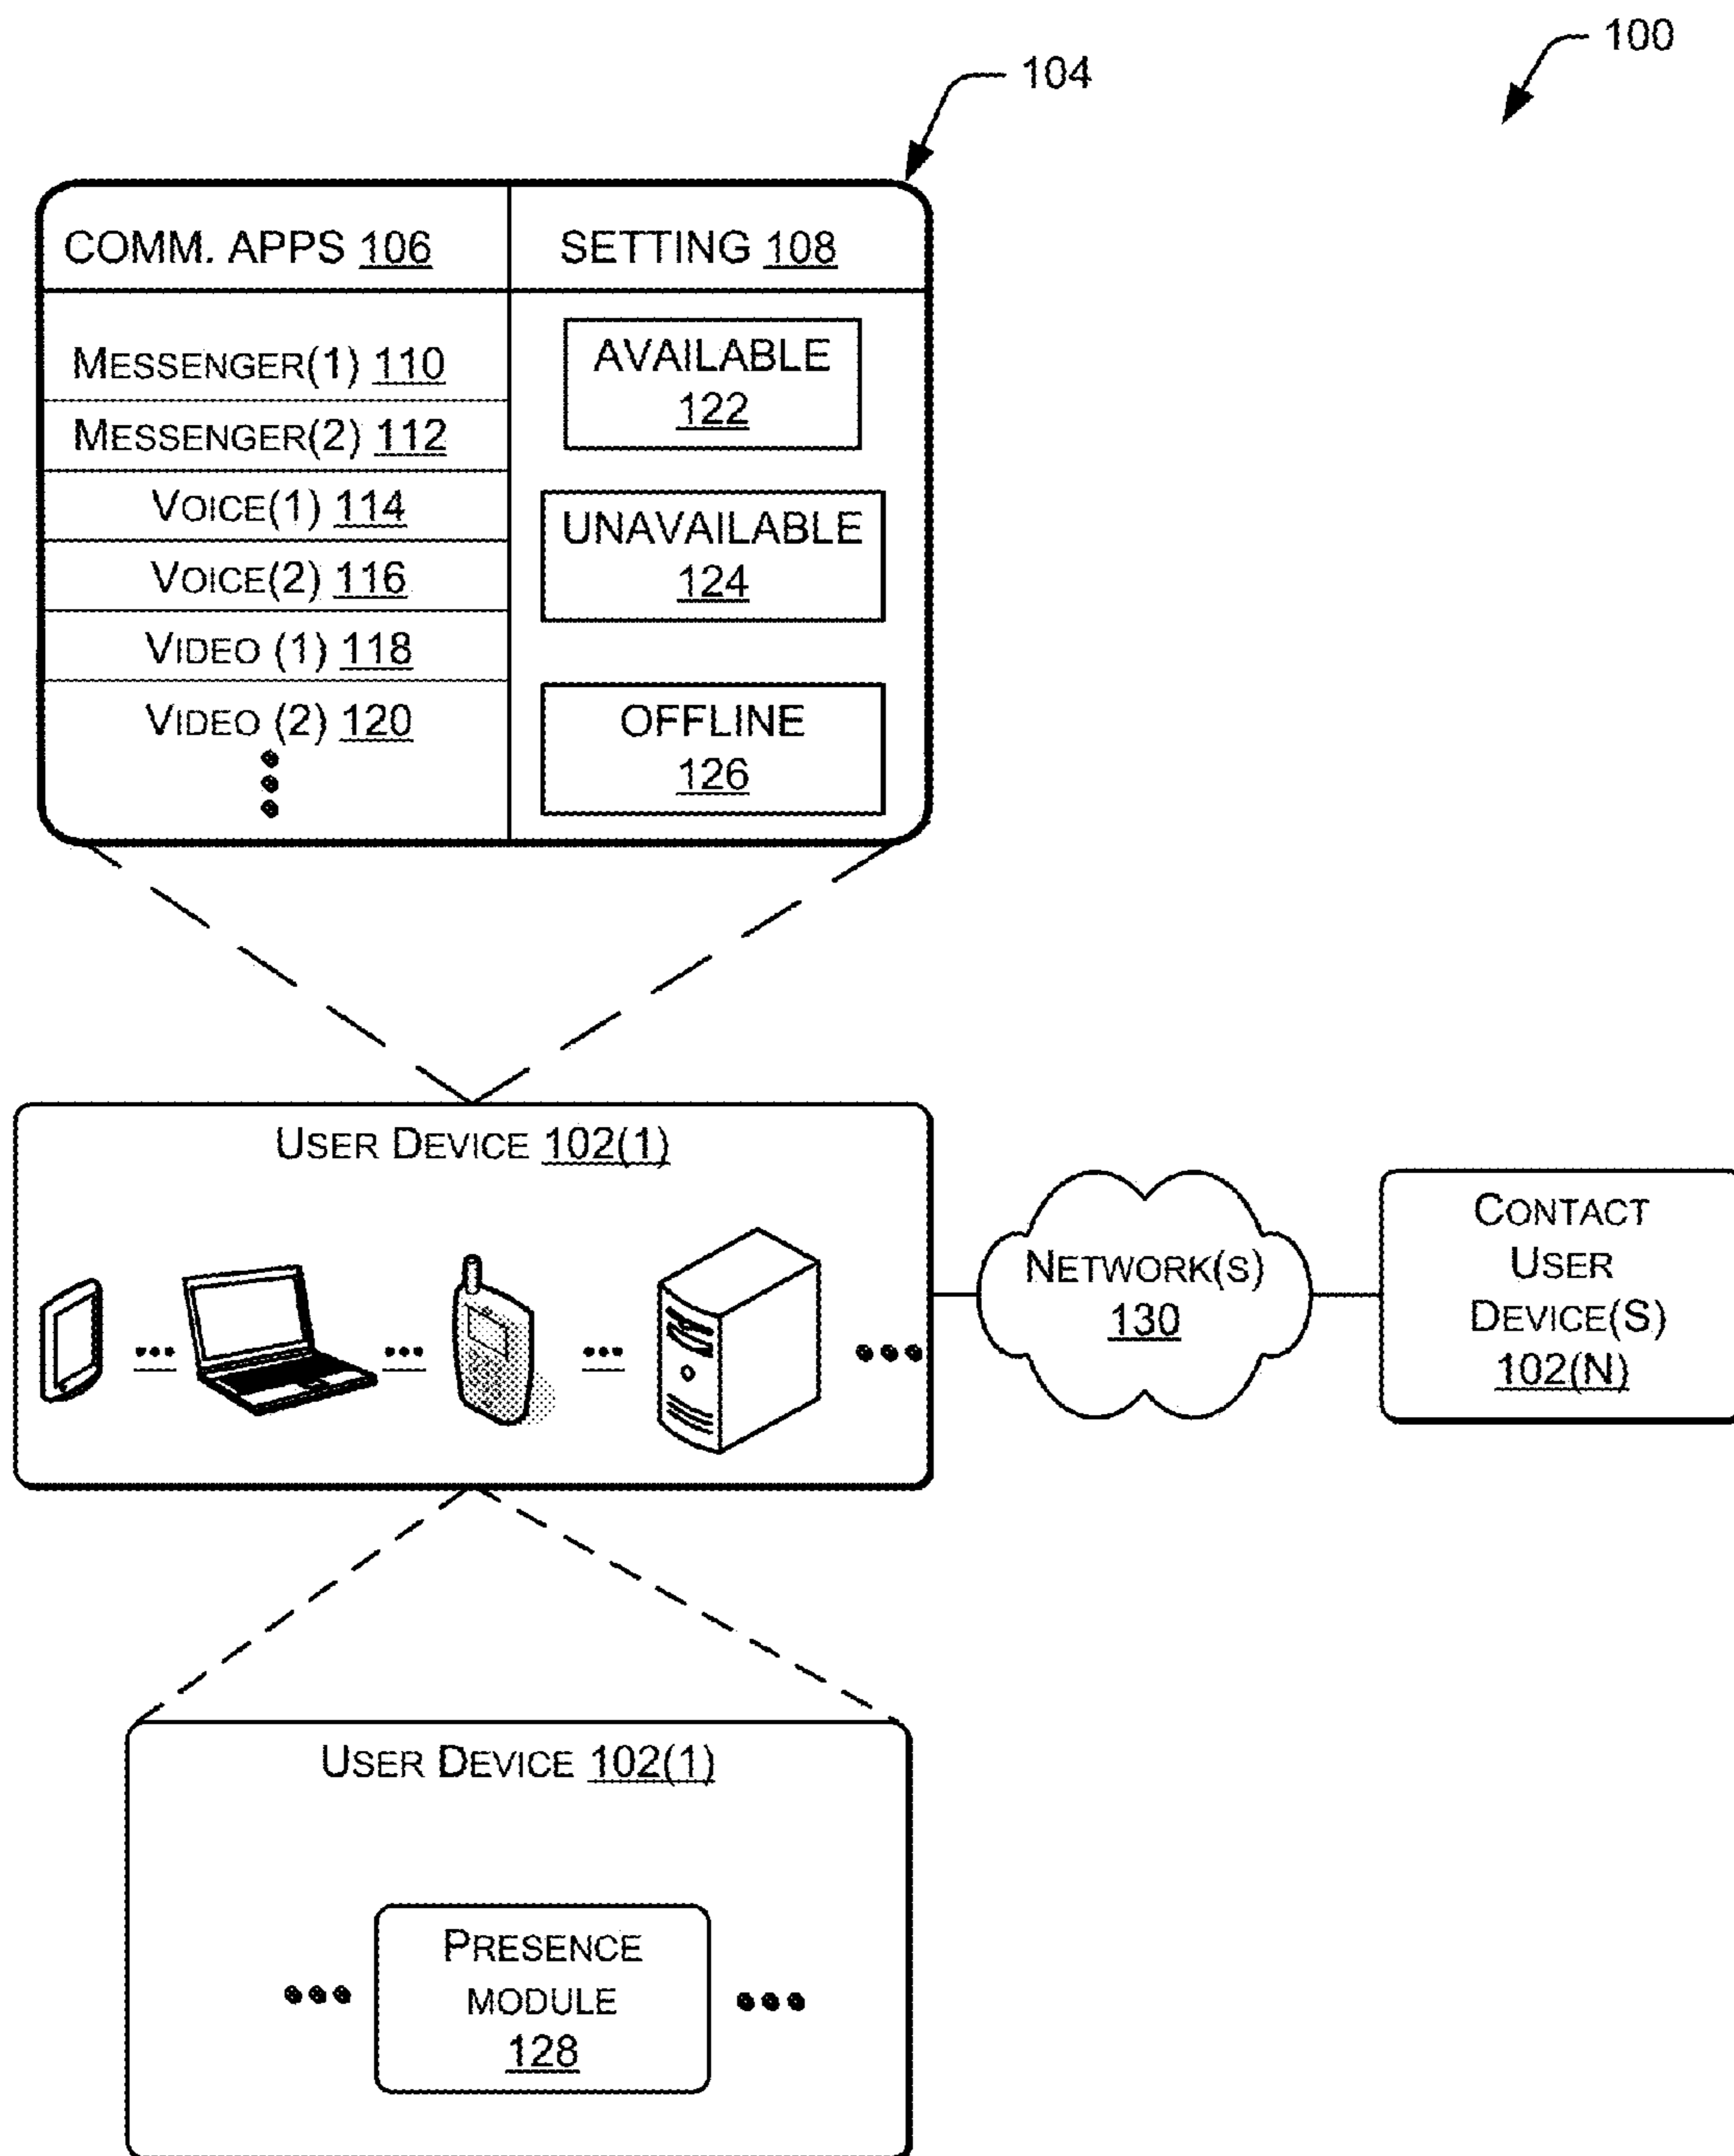 100
104
COMM. APPS 106
SETTING 108
MESSENGER(1) 110
MESSENGER(2) 112
VOICE(1) 114
VOICE(2) 116
VIDEO (1) 118
VIDEO (2) 120
AVAILABLE
122
UNAVAILABLE
124
OFFLINE
126
USER DEVICE 102(1)
NETWORK(S)
130
CONTACT
USER
DEVICE(S)
102(N)
USER DEVICE 102(1)
PRESENCE
MODULE
128